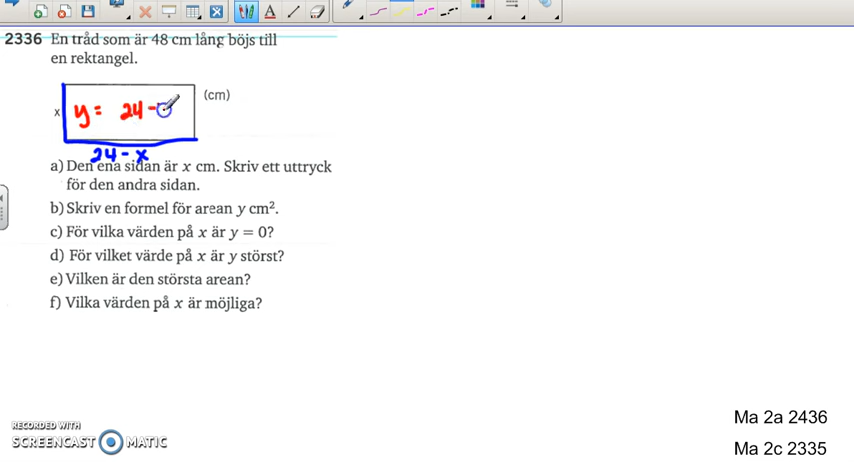 2336 En tråd som är 48 cm lång böjs till
en rektangel.
(cm)
x
y = 24 -
24 - x
a) Den ena sidan är x cm. Skriv ett uttryck
för den andra sidan.
b) Skriv en formel för arean y cm².
c) För vilka värden på x är y = 0?
d) För vilket värde på x är y störst?
e) Vilken är den största arean?
f) Vilka värden på x är möjliga?
Ma 2a 2436
Ma 2c 2335
RECORDED WITH
SCREENCAST MATIC